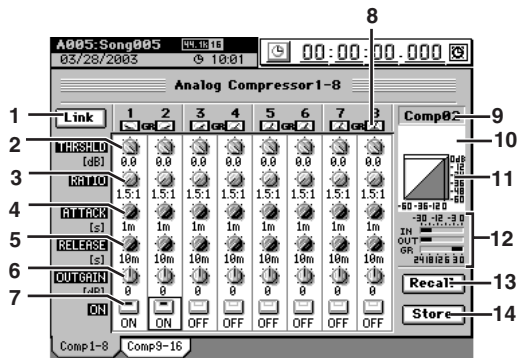 8
A005:Song005 44.1k 16
03/28/2003 10:01
00:00:00.000
Analog Compressor1-8
1 Link 1 2 3 4 5 6 7 8 Comp02 9
GR GR GR GR
2 THRSHLD 10
[dB] 0.0 0.0 0.0 0.0 0.0 0.0 0.0 0.0
0dB
-12
-24
-36
-48
-60
11
3 RATIO
1.5:1 1.5:1 1.5:1 1.5:1 1.5:1 1.5:1 1.5:1 1.5:1
-60 -36 -12 0
4 ATTACK
[s] 1m 1m 1m 1m 1m 1m 1m 1m
-30 -12 -3 0
IN
OUT
GR
24 18 12 6 3 0
12
5 RELEASE
[s] 10m 10m 10m 10m 10m 10m 10m 10m
6 OUTGAIN
[dB] 0 0 0 0 0 0 0 0
Recall 13
7 ON
ON ON OFF OFF OFF OFF OFF OFF
Store 14
Comp1-8 Comp9-16